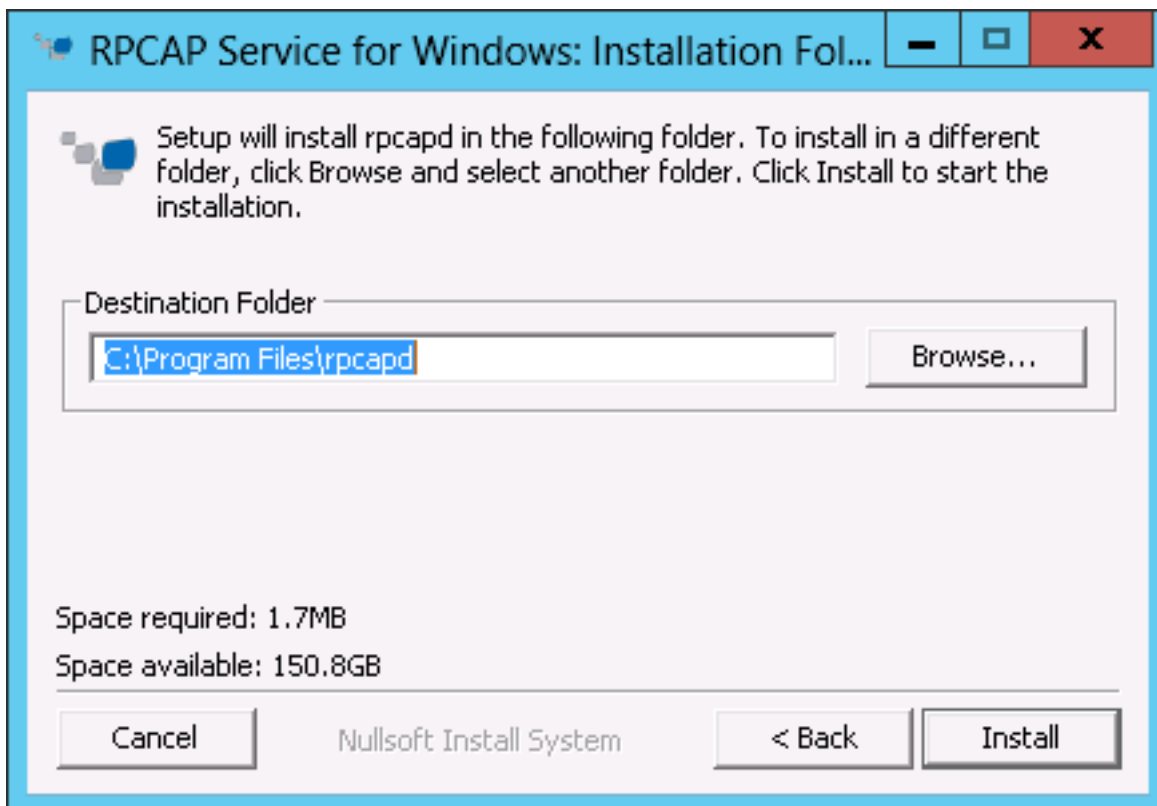 RPCAP Service for Windows: Installation Fol...
Setup will install rpcapd in the following folder. To install in a different
folder, click Browse and select another folder. Click Install to start the
installation.
Destination Folder
C:\Program Files\rpcapd
Browse...
Space required: 1.7MB
Space available: 150.8GB
Cancel
Nullsoft Install System
< Back
Install